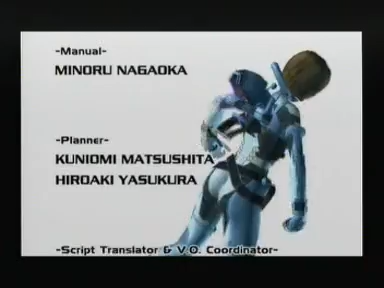 -Manual-
MINORU NAGAOKA
-Planner-
KUNIOMI MATSUSHITA
HIROAKI YASUKURA
-Script Translator & V.O. Coordinator-